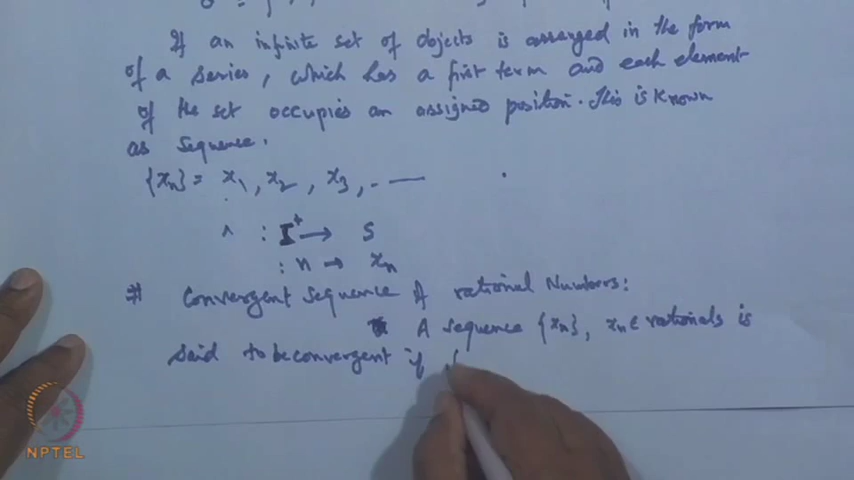 If an infinite set of objects is arranged in the form
of a series, which has a first term and each element
of the set occupies an assigned position. This is known
as sequence.
{xn} = x1, x2, x3, . —
: I+ → S
: n → xn
# Convergent sequence of rational Numbers:
A sequence {xn}, xn ∈ rationals is
said to be convergent if
NPTEL